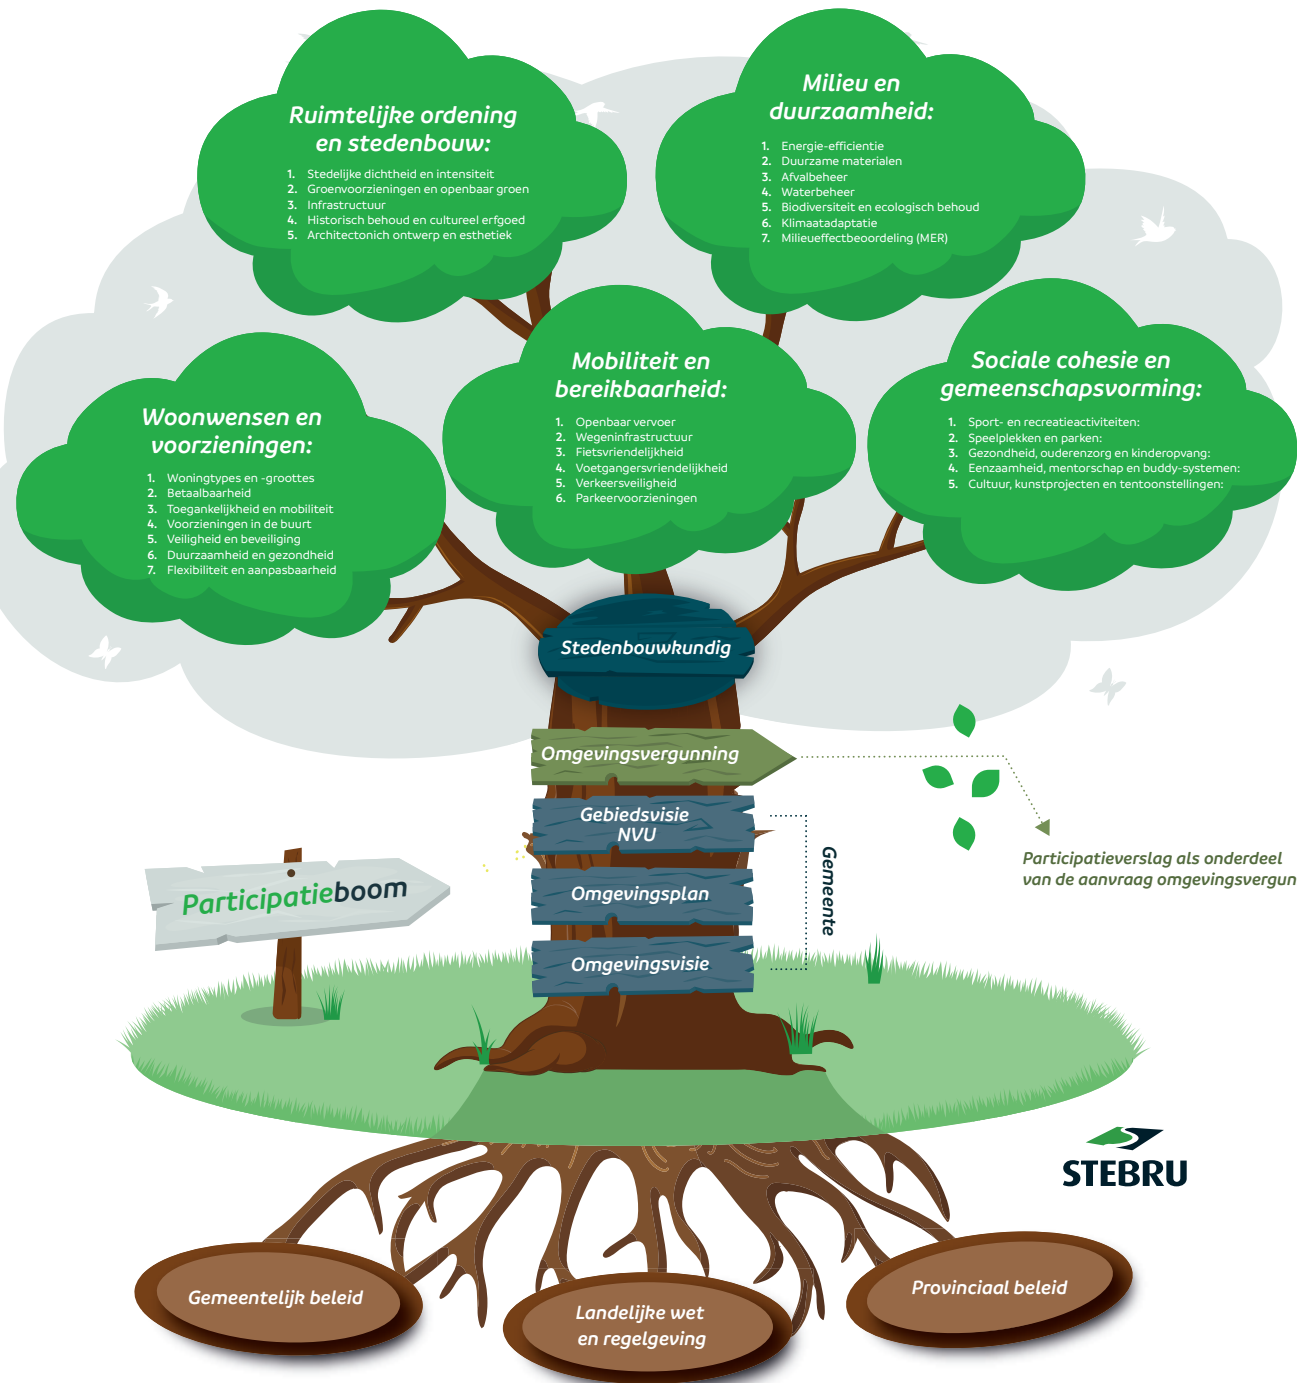 Ruimtelijke ordening
en stedenbouw:
1. Stedelijke dichtheid en intensiteit
2. Groenvoorzieningen en openbaar groen
3. Infrastructuur
4. Historisch behoud en cultureel erfgoed
5. Architectonich ontwerp en esthetiek
Milieu en
duurzaamheid:
1. Energie-efficientie
2. Duurzame materialen
3. Afvalbeheer
4. Waterbeheer
5. Biodiversiteit en ecologisch behoud
6. Klimaatadaptatie
7. Milieueffectbeoordeling (MER)
Woonwensen en
voorzieningen:
1. Woningtypes en -groottes
2. Betaalbaarheid
3. Toegankelijkheid en mobiliteit
4. Voorzieningen in de buurt
5. Veiligheid en beveiliging
6. Duurzaamheid en gezondheid
7. Flexibiliteit en aanpasbaarheid
Mobiliteit en
bereikbaarheid:
1. Openbaar vervoer
2. Wegeninfrastructuur
3. Fietsvriendelijkheid
4. Voetgangersvriendelijkheid
5. Verkeersveiligheid
6. Parkeervoorzieningen
Sociale cohesie en
gemeenschapsvorming:
1. Sport- en recreatieactiviteiten:
2. Speelplekken en parken:
3. Gezondheid, ouderenzorg en kinderopvang:
4. Eenzaamheid, mentorschap en buddy-systemen:
5. Cultuur, kunstprojecten en tentoonstellingen:
Stedenbouwkundig
Omgevingsvergunning
Gebiedsvisie
NVU
Omgevingsplan
Omgevingsvisie
Gemeente
Participatieverslag als onderdeel
van de aanvraag omgevingsvergun
Participatieboom
STEBRU
Gemeentelijk beleid
Landelijke wet
en regelgeving
Provinciaal beleid